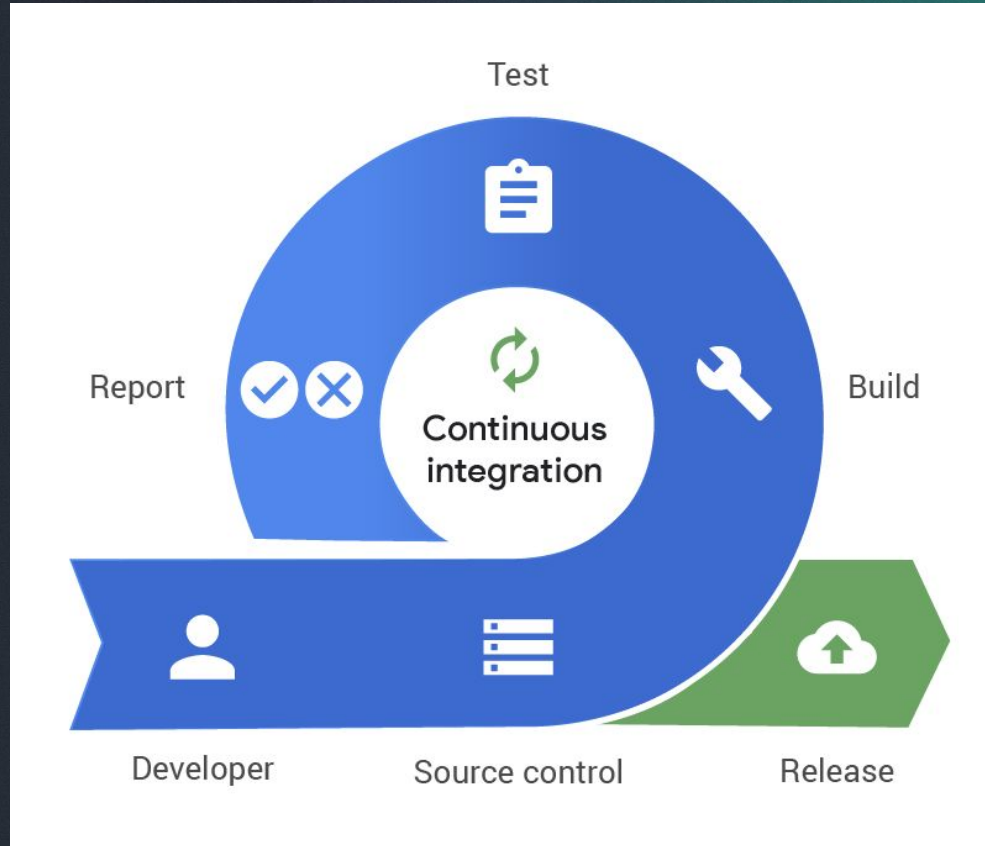 Test
Report
Continuous
integration
Build
Developer
Source control
Release